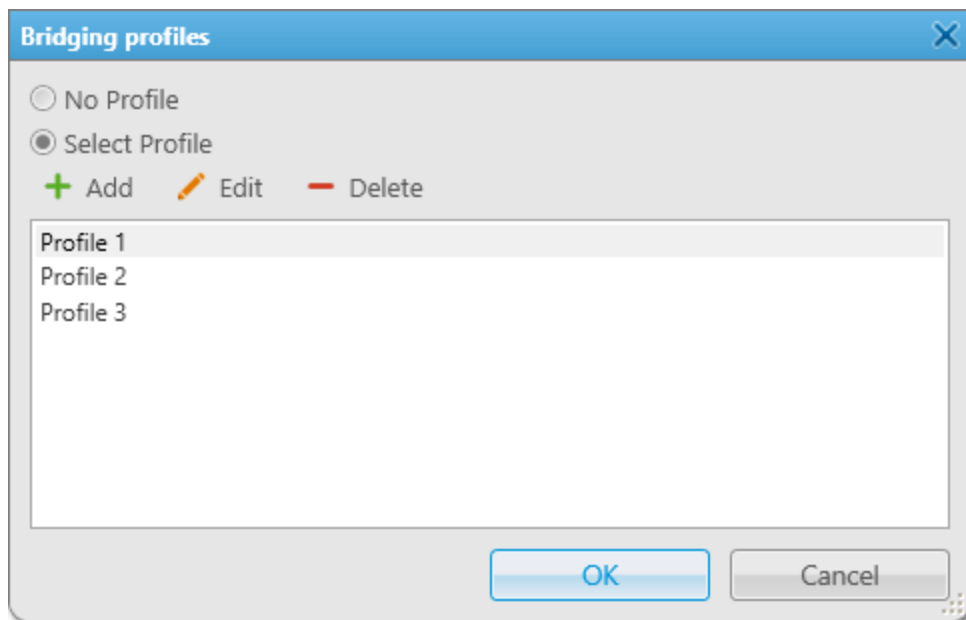 Bridging profiles
No Profile
Select Profile
Add Edit Delete
Profile 1
Profile 2
Profile 3
OK Cancel